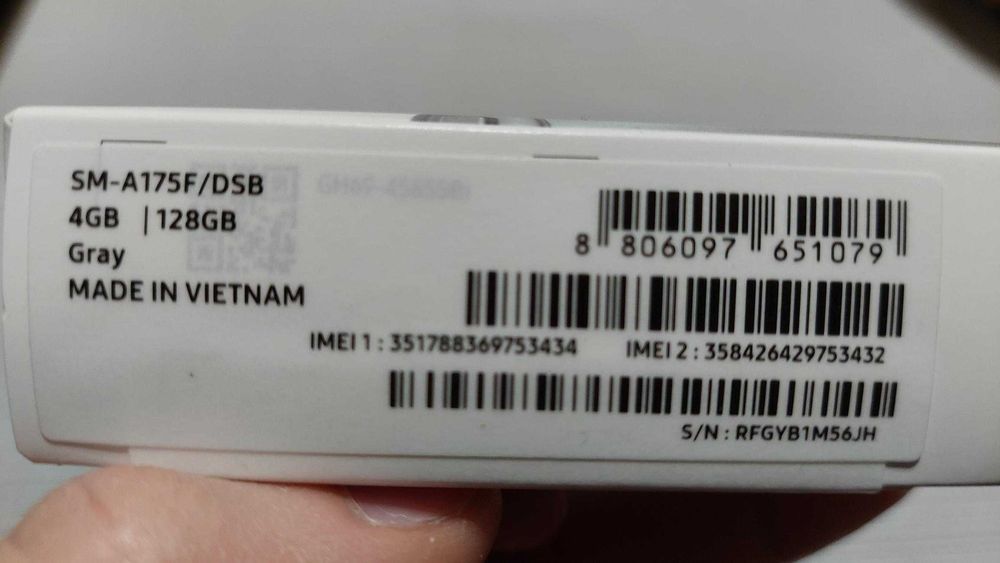 SM-A175F/DSB
4GB | 128GB
Gray
MADE IN VIETNAM
8 806097 651079
IMEI 1 : 351788369753434 IMEI 2 : 358426429753432
S/N : RFGYB1M56JH